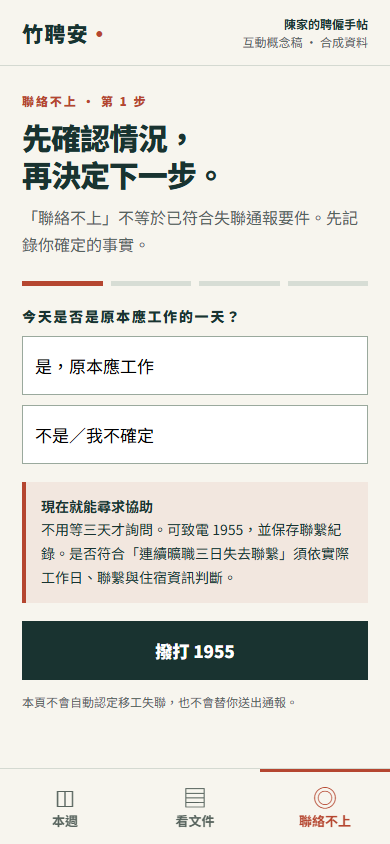 竹聘安
陳家的聘僱手帖
互動概念稿 · 合成資料
聯絡不上 · 第 1 步
先確認情況，
再決定下一步。
「聯絡不上」不等於已符合失聯通報要件。先記
錄你確定的事實。
今天是否是原本應工作的一天？
是，原本應工作
不是／我不確定
現在就能尋求協助
不用等三天才詢問。可致電 1955，並保存聯繫紀
錄。是否符合「連續曠職三日失去聯繫」須依實際
工作日、聯繫與住宿資訊判斷。
撥打 1955
本頁不會自動認定移工失聯，也不會替你送出通報。
本週
看文件
聯絡不上